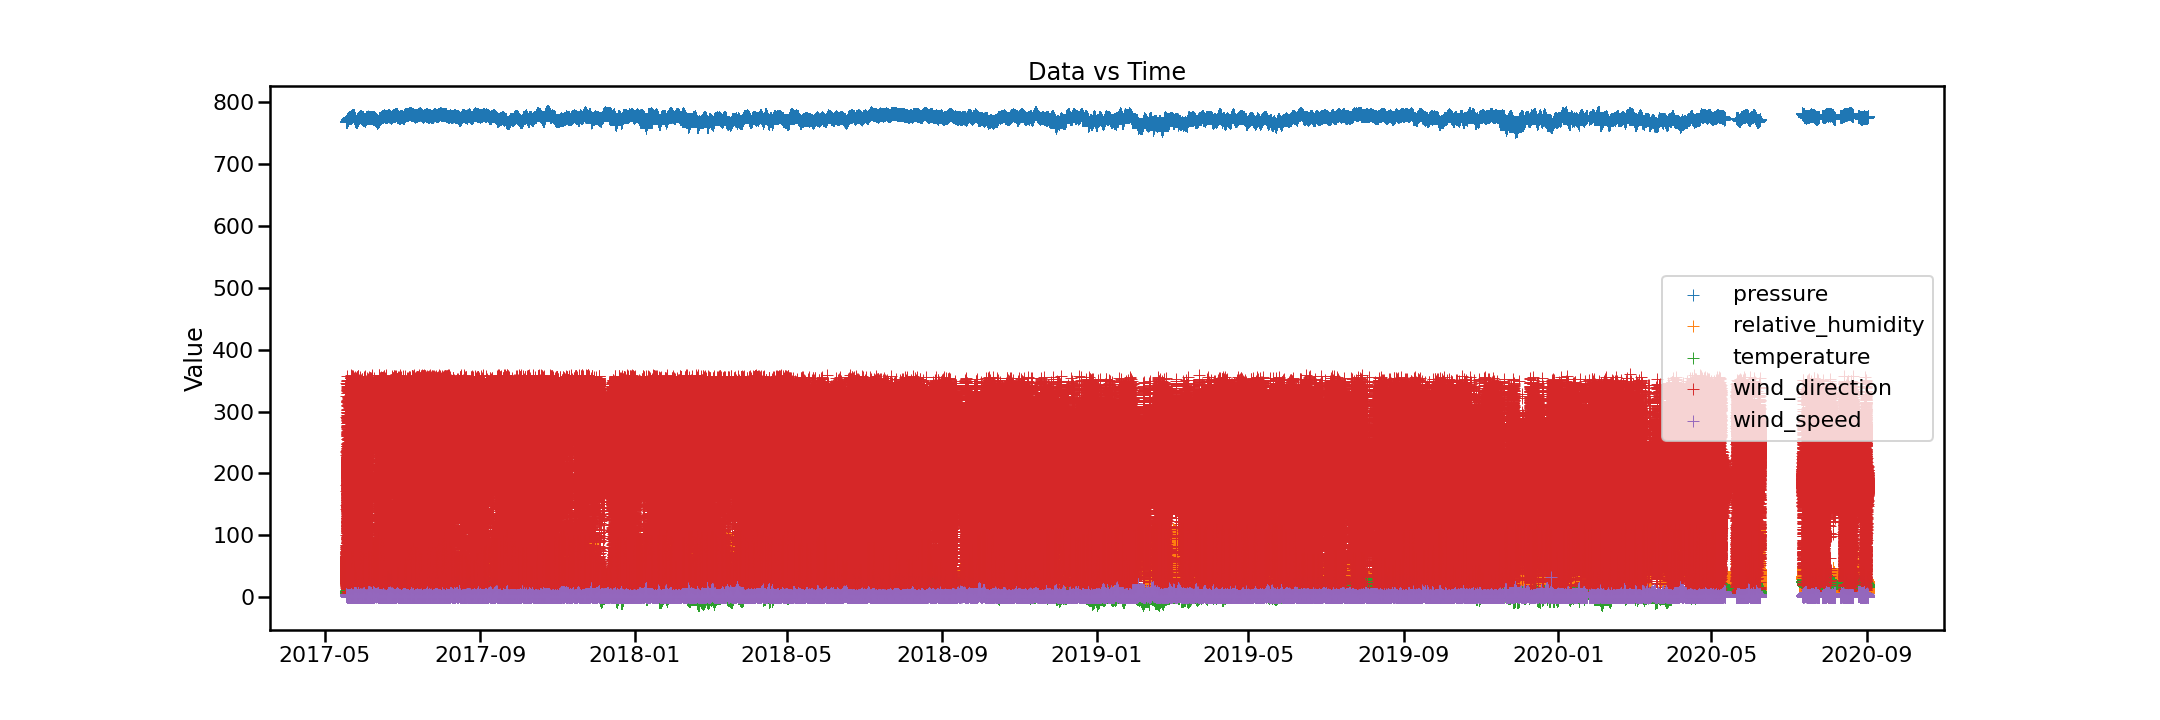 Data vs Time
800
700
600
500
400
300
200
100
0
Value
pressure
relative_humidity
temperature
wind_direction
wind_speed
2017-05 2017-09 2018-01 2018-05 2018-09 2019-01 2019-05 2019-09 2020-01 2020-05 2020-09